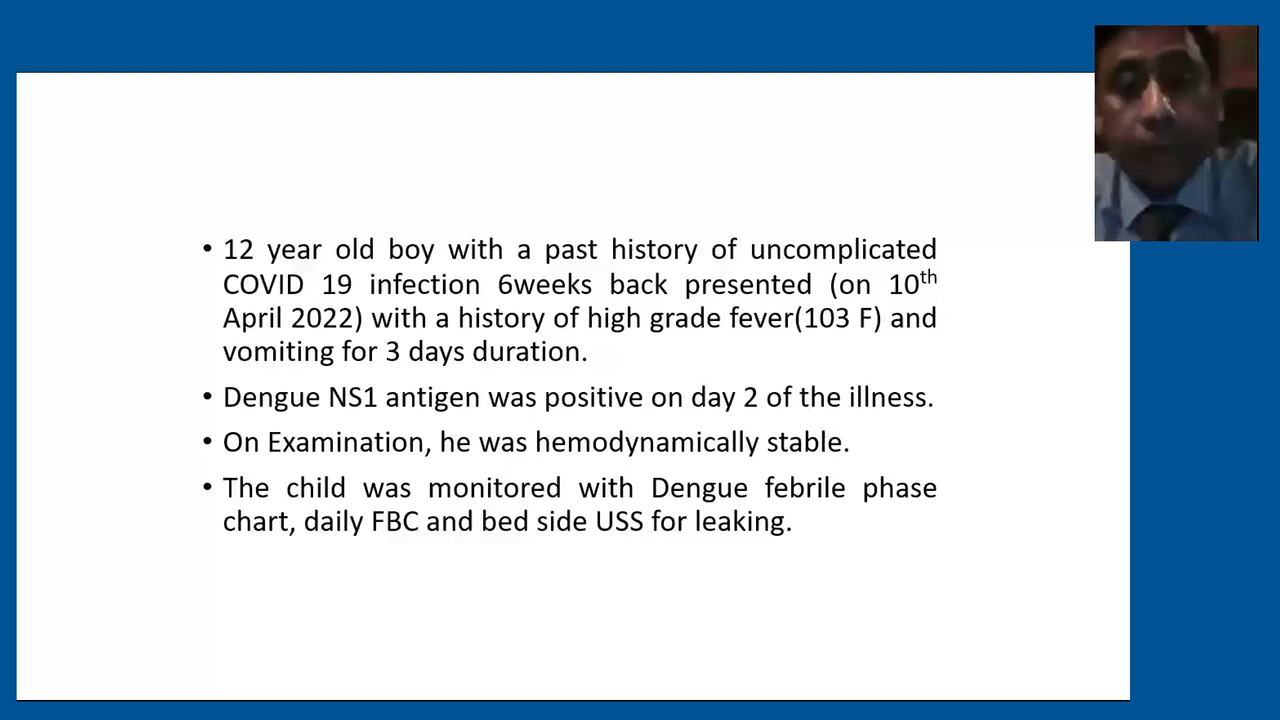 • 12 year old boy with a past history of uncomplicated
COVID 19 infection 6weeks back presented (on 10th
April 2022) with a history of high grade fever(103 F) and
vomiting for 3 days duration.
• Dengue NS1 antigen was positive on day 2 of the illness.
• On Examination, he was hemodynamically stable.
• The child was monitored with Dengue febrile phase
chart, daily FBC and bed side USS for leaking.